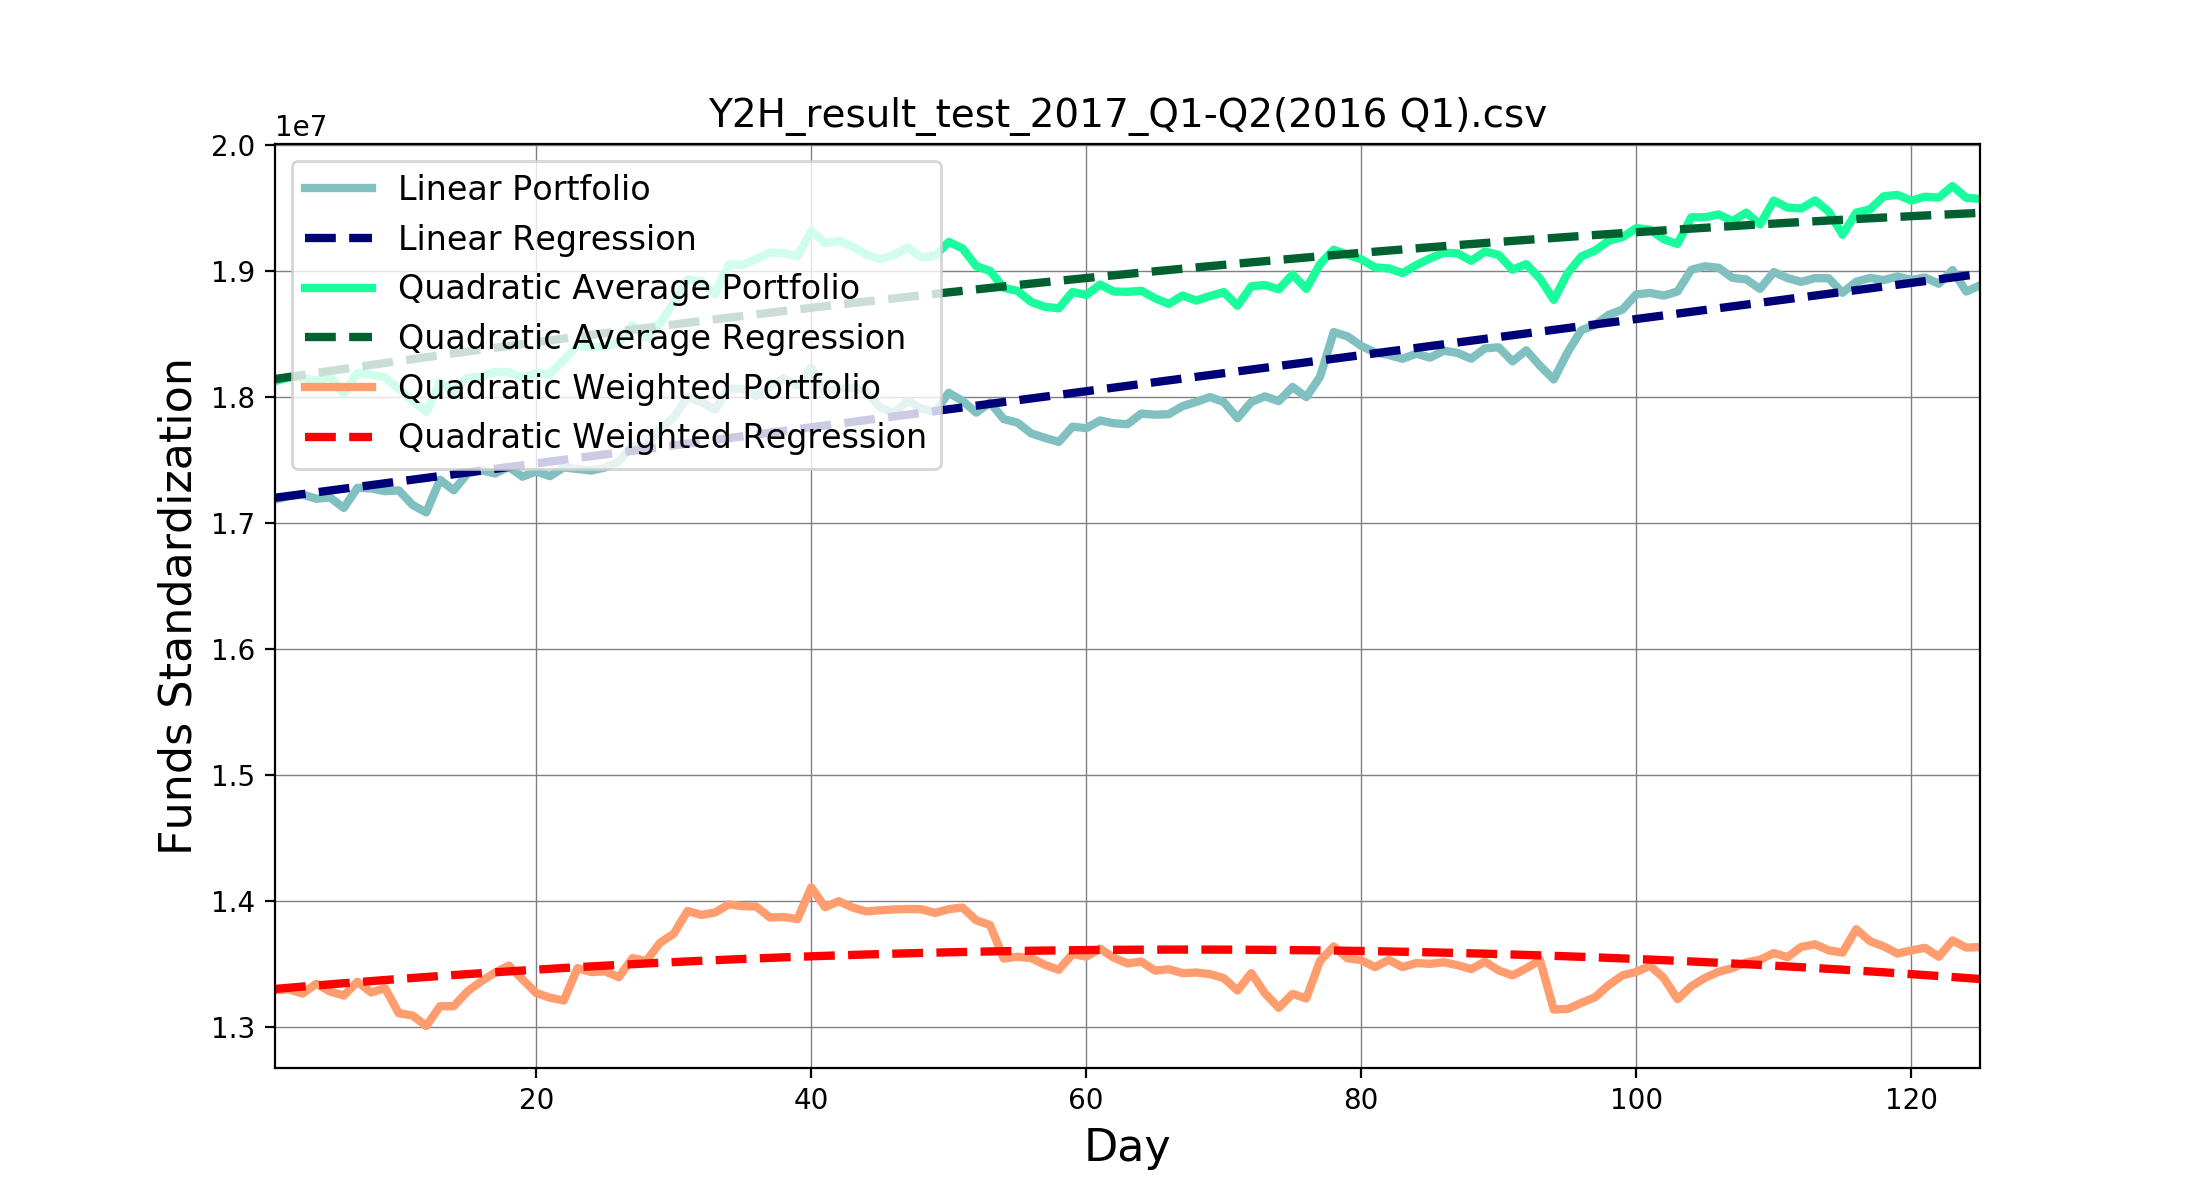 Y2H_result_test_2017_Q1-Q2(2016 Q1).csv
1e7
2.0
1.9
1.8
1.7
1.6
1.5
1.4
1.3
Funds Standardization
Linear Portfolio
Linear Regression
Quadratic Average Portfolio
Quadratic Average Regression
Quadratic Weighted Portfolio
Quadratic Weighted Regression
20 40 60 80 100 120
Day